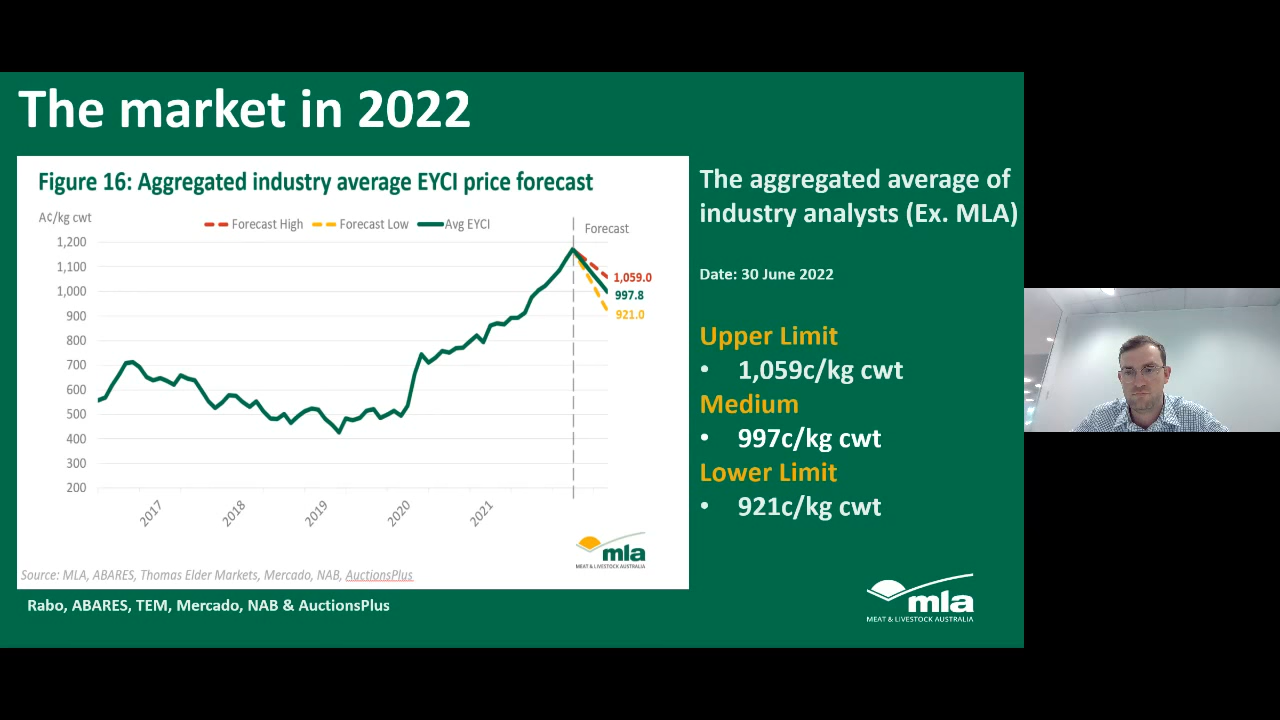 The market in 2022
Figure 16: Aggregated industry average EYCI price forecast
A¢/kg cwt
Forecast High
Forecast Low
Avg EYCI
Forecast
1,200
1,100
1,000
900
800
700
600
500
400
300
200
1,059.0
997.8
921.0
2017
2018
2019
2020
2021
mla
MEAT & LIVESTOCK AUSTRALIA
Source: MLA, ABARES, Thomas Elder Markets, Mercado, NAB, AuctionsPlus
Rabo, ABARES, TEM, Mercado, NAB & AuctionsPlus
The aggregated average of
industry analysts (Ex. MLA)
Date: 30 June 2022
Upper Limit
• 1,059c/kg cwt
Medium
• 997c/kg cwt
Lower Limit
• 921c/kg cwt
mla
MEAT & LIVESTOCK AUSTRALIA